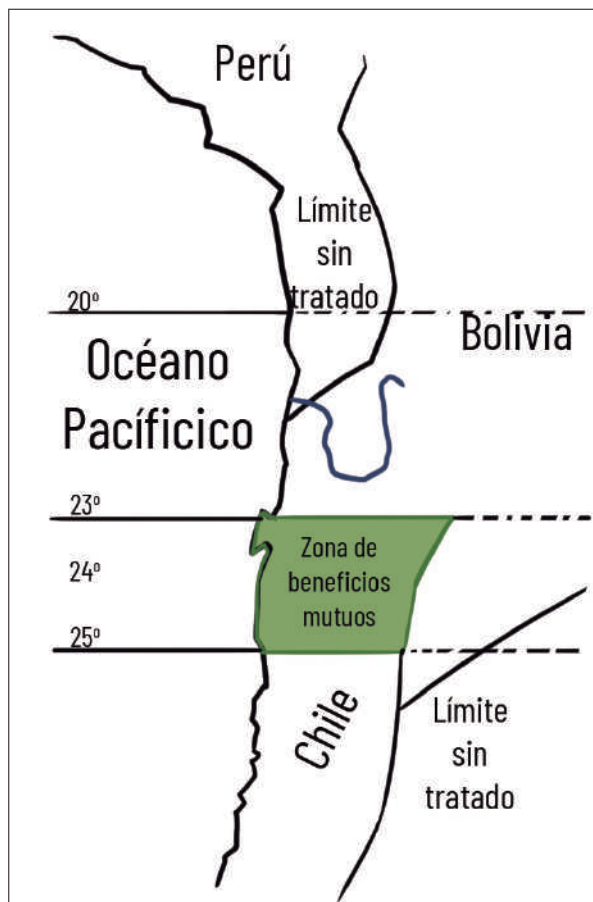 Perú
Límite
sin
tratado
20º
Bolivia
Océano
Pacíficico
23º
Zona de
beneficios
mutuos
24º
25º
Chile
Límite
sin
tratado